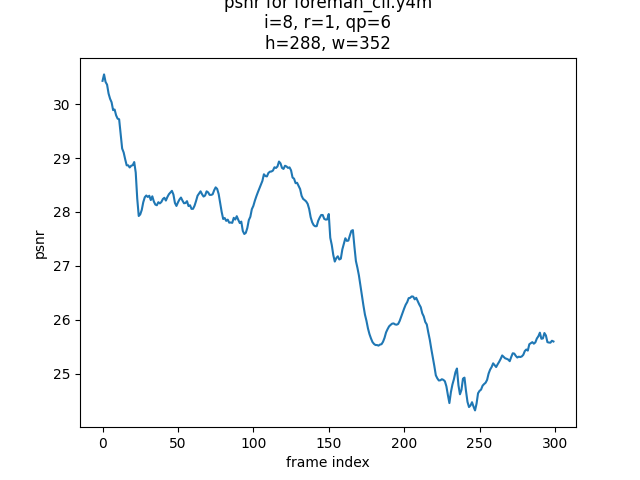 psnr for foreman_cif.y4m
i=8, r=1, qp=6
h=288, w=352
30
29
28
27
26
25
psnr
0 50 100 150 200 250 300
frame index